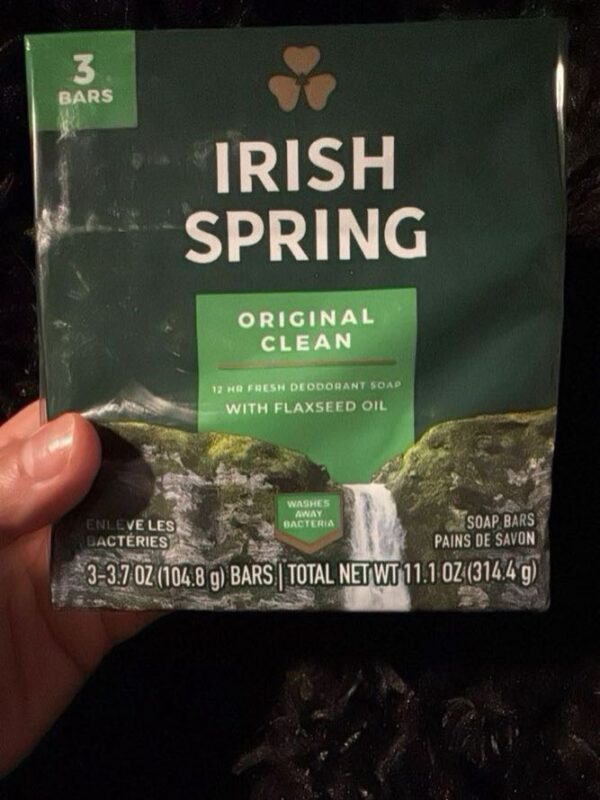 3
BARS
IRISH
SPRING
ORIGINAL
CLEAN
12 HR FRESH DEODORANT SOAP
WITH FLAXSEED OIL
WASHES
AWAY
BACTERIA
ENLÈVE LES
BACTÉRIES
SOAP BARS
PAINS DE SAVON
3-3.7 OZ (104.8 g) BARS | TOTAL NET WT 11.1 OZ (314.4 g)